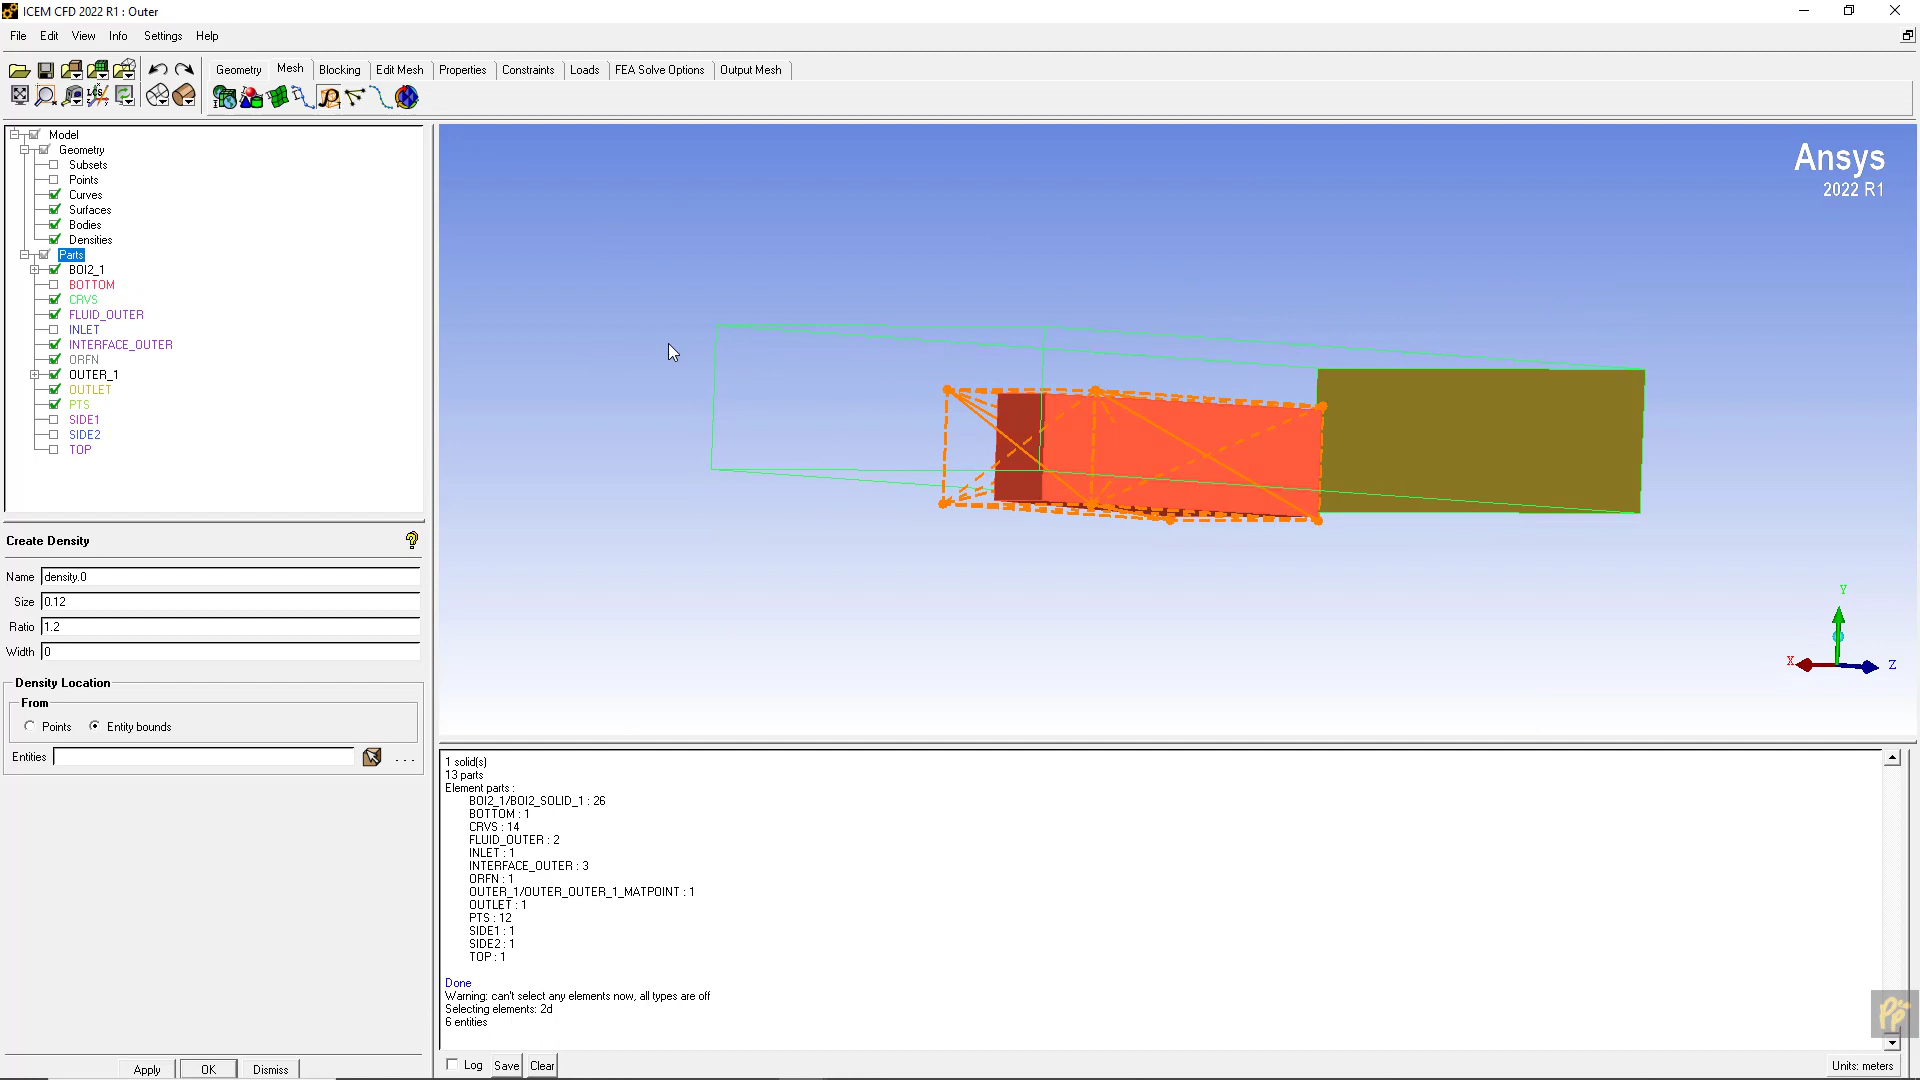 ICEM CFD 2022 R1 : Outer
File Edit View Info Settings Help
Geometry Mesh Blocking Edit Mesh Properties Constraints Loads FEA Solve Options Output Mesh
LCS
Model
Geometry
Subsets
Points
Curves
Surfaces
Bodies
Densities
Parts
BOI2_1
BOTTOM
CRVS
FLUID_OUTER
INLET
INTERFACE_OUTER
ORFN
OUTER_1
OUTLET
PTS
SIDE1
SIDE2
TOP
Create Density
Name density.0
Size 0.12
Ratio 1.2
Width 0
Density Location
From
Points Entity bounds
Entities ...
Apply OK Dismiss
Ansys
2022 R1
Y
X
Z
1 solid(s)
13 parts
Element parts :
BOI2_1/BOI2_SOLID_1 : 26
BOTTOM : 1
CRVS : 14
FLUID_OUTER : 2
INLET : 1
INTERFACE_OUTER : 3
ORFN : 1
OUTER_1/OUTER_OUTER_1_MATPOINT : 1
OUTLET : 1
PTS : 12
SIDE1 : 1
SIDE2 : 1
TOP : 1
Done
Warning: can't select any elements now, all types are off
Selecting elements: 2d
6 entities
Log Save Clear
Units: meters